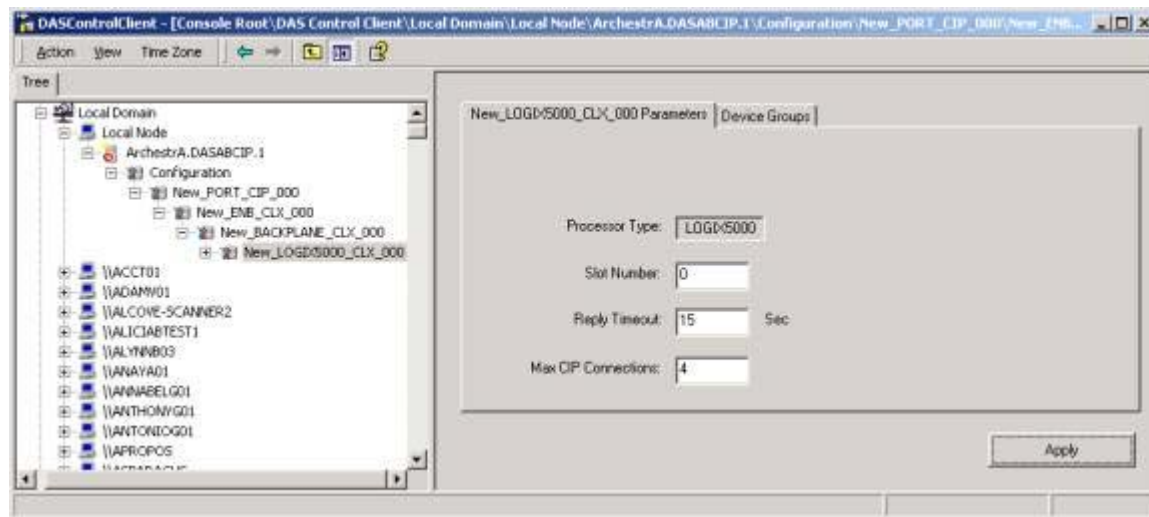 DASControlClient - [Console Root\DAS Control Client\Local Domain\Local Node\ArchestrA.DASABCIP.1\Configuration\New_PORT_CIP_000\New_ENB...
Action View Time Zone
Tree
Local Domain
Local Node
ArchestrA.DASABCIP.1
Configuration
New_PORT_CIP_000
New_ENB_CLX_000
New_BACKPLANE_CLX_000
New_LOGIX5000_CLX_000
\\ACCT01
\\ADAMV01
\\ALCOVE-SCANNER2
\\ALICIABTEST1
\\ALYNNB03
\\ANAYA01
\\ANNABELG01
\\ANTHONYG01
\\ANTONIOG01
\\APROPOS
New_LOGIX5000_CLX_000 Parameters Device Groups
Processor Type: LOGIX5000
Slot Number: 0
Reply Timeout: 15 Sec
Max CIP Connections: 4
Apply